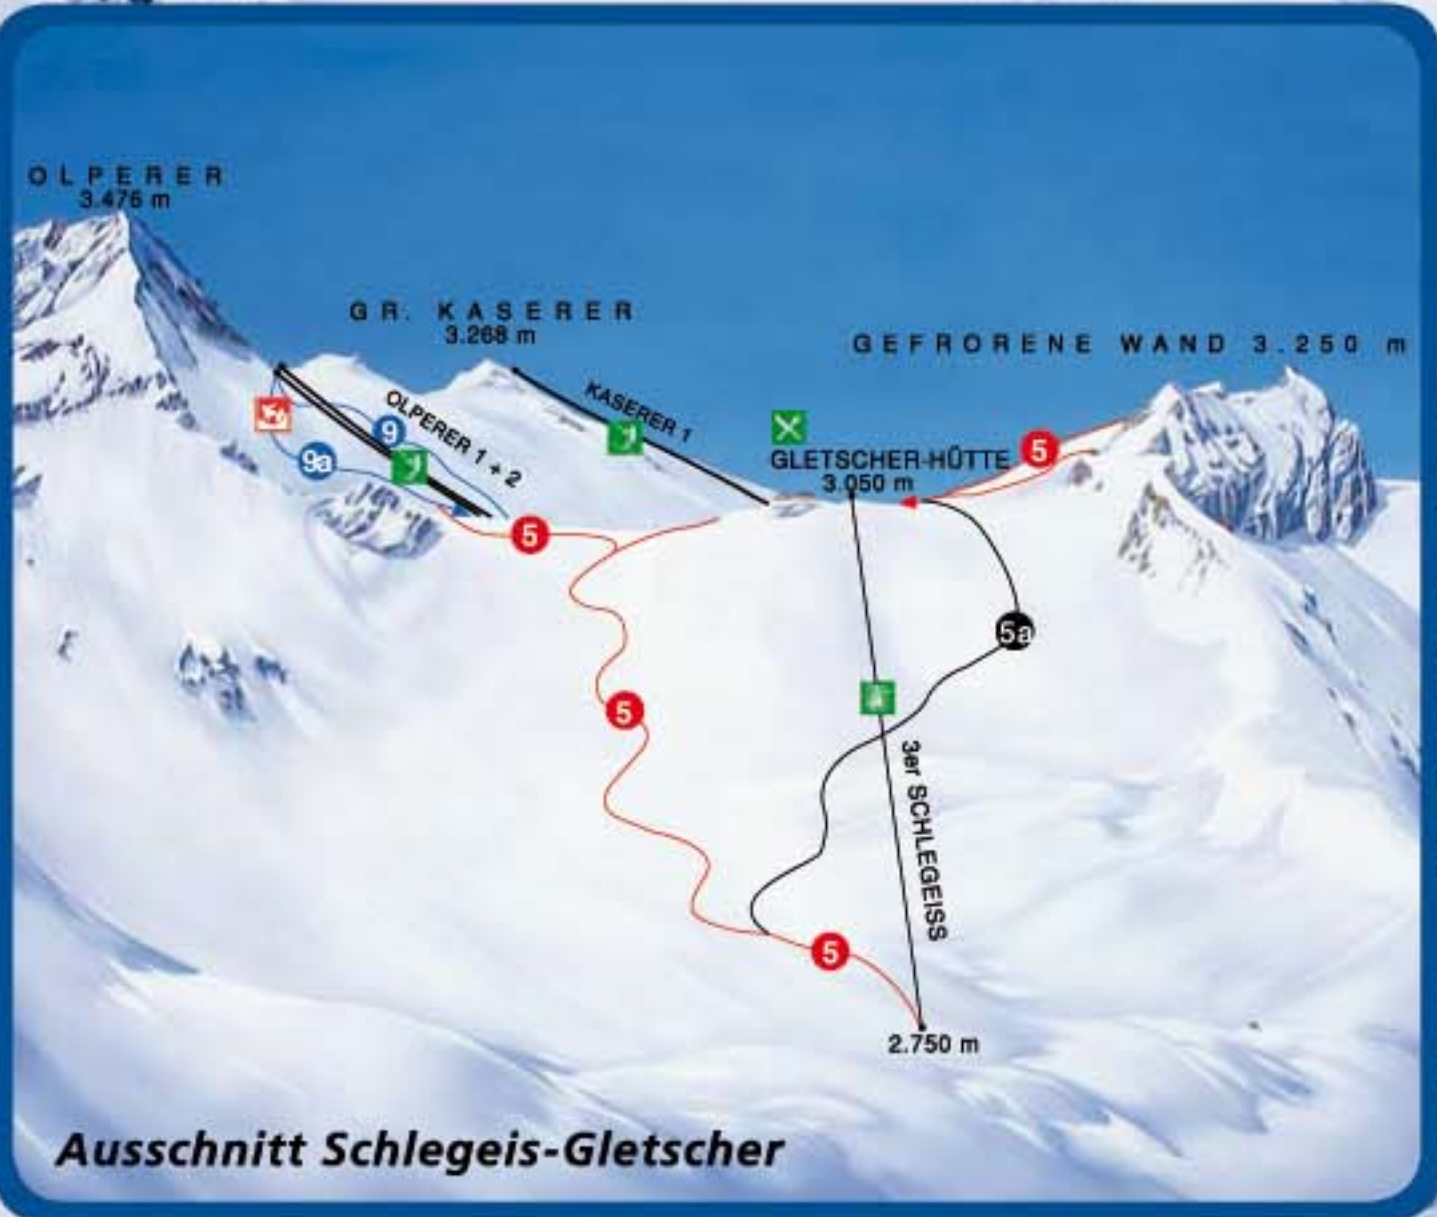 OLPERER
3.476 m
GR. KASERER
3.268 m
GEFRORENE WAND 3.250 m
KASERER 1
OLPERER 1 + 2
9
9a
5
GLETSCHER-HÜTTE
3.050 m
5
5a
5
3er SCHLEGEISS
5
2.750 m
Ausschnitt Schlegeis-Gletscher